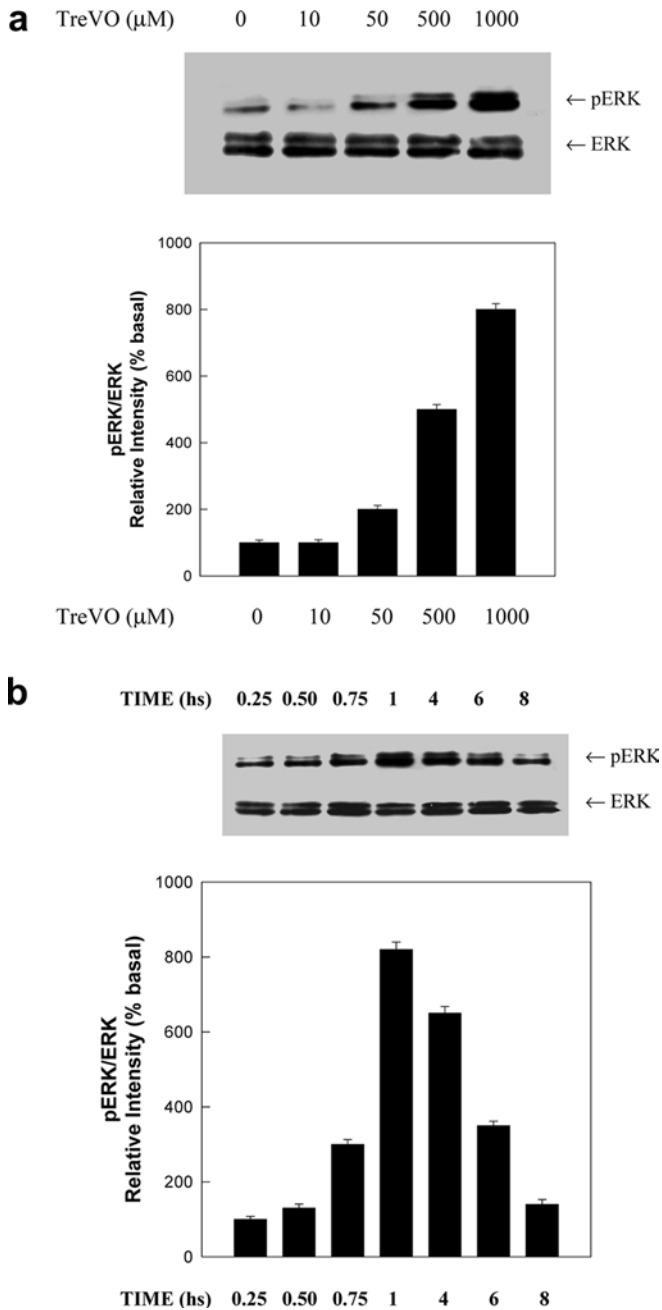 a
TreVO (μM) 0 10 50 500 1000
← pERK
← ERK
1000
800
600
400
200
0
pERK/ERK
Relative Intensity (% basal)
TreVO (μM) 0 10 50 500 1000
b
TIME (hs) 0.25 0.50 0.75 1 4 6 8
← pERK
← ERK
1000
800
600
400
200
0
pERK/ERK
Relative Intensity (% basal)
TIME (hs) 0.25 0.50 0.75 1 4 6 8